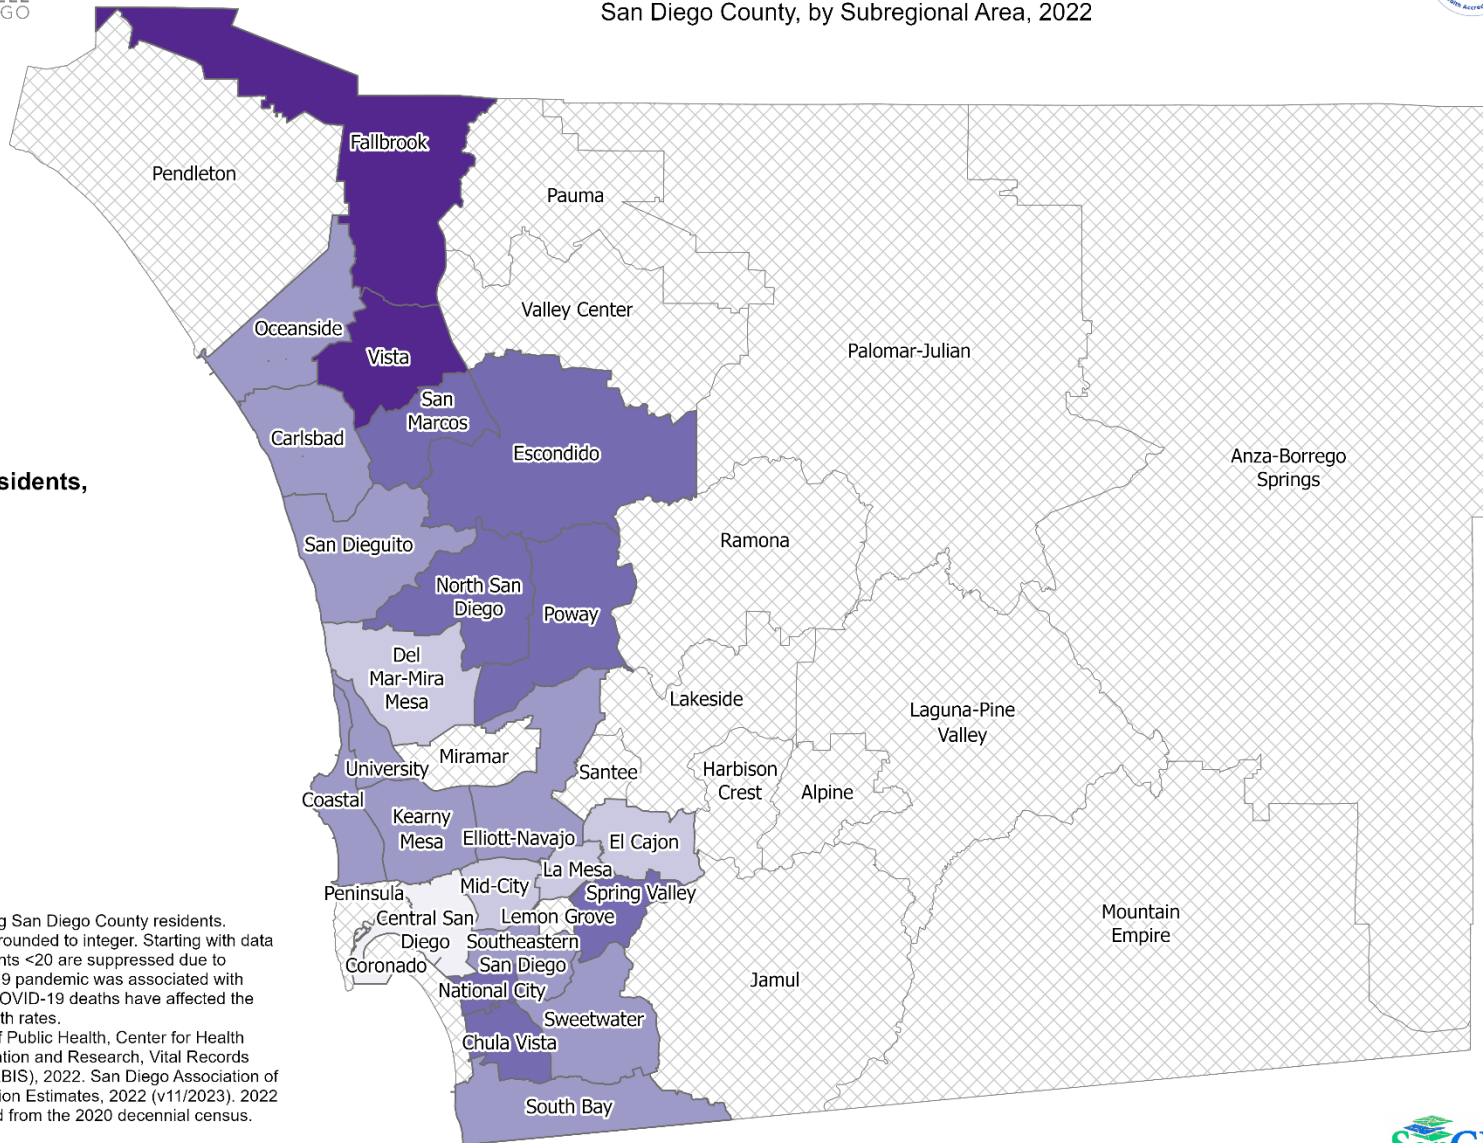 GO
San Diego County, by Subregional Area, 2022
Fallbrook
Pendleton
Pauma
Valley Center
Oceanside
Vista
Palomar-Julian
San
Marcos
Carlsbad
Escondido
Anza-Borrego
Springs
sidents,
San Dieguito
Ramona
North San
Diego
Poway
Del
Mar-Mira
Mesa
Lakeside
Laguna-Pine
Valley
Miramar
University
Santee
Harbison
Crest
Alpine
Coastal
Kearny
Mesa
Elliott-Navajo
El Cajon
La Mesa
Mid-City
Peninsula
Spring Valley
Central San
Diego
Lemon Grove
Southeastern
San Diego
Coronado
Mountain
Empire
Jamul
National City
Sweetwater
Chula Vista
South Bay
g San Diego County residents.
rounded to integer. Starting with data
nts <20 are suppressed due to
9 pandemic was associated with
OVID-19 deaths have affected the
th rates.
f Public Health, Center for Health
ation and Research, Vital Records
BIS), 2022. San Diego Association of
ion Estimates, 2022 (v11/2023). 2022
d from the 2020 decennial census.